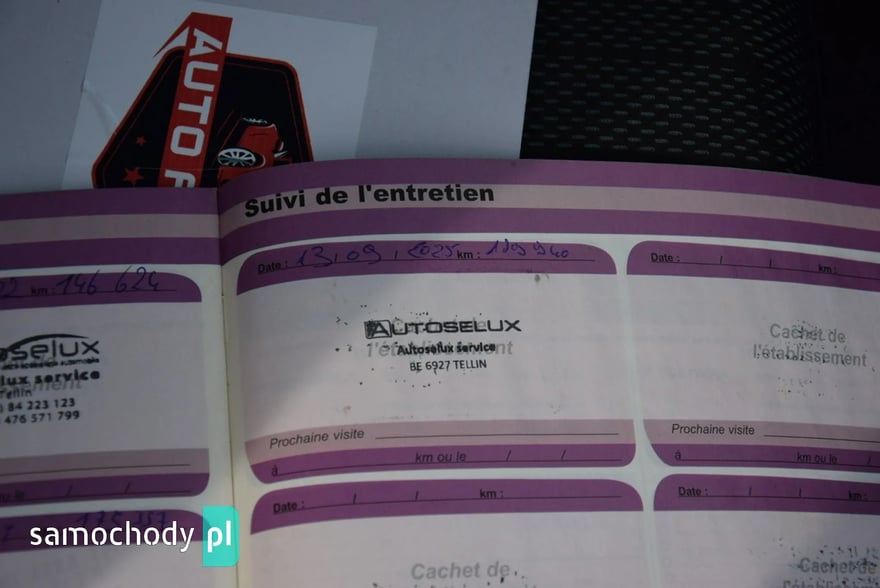 AUTO
Suivi de l'entretien
km : 146 624
Date : 13 / 09 / 2025 km : 189 940
Date : / / km :
oselux
lux service
Tellin
) 84 223 123
476 571 799
AUTOSELUX
Autoselux service
BE 6927 TELLIN
Cachet de
l'établissement
Prochaine visite
à km ou le / /
Prochaine visite
à km ou le / /
Date : / / km :
Date : / / km :
Cachet de
Cachet de
samochody pl